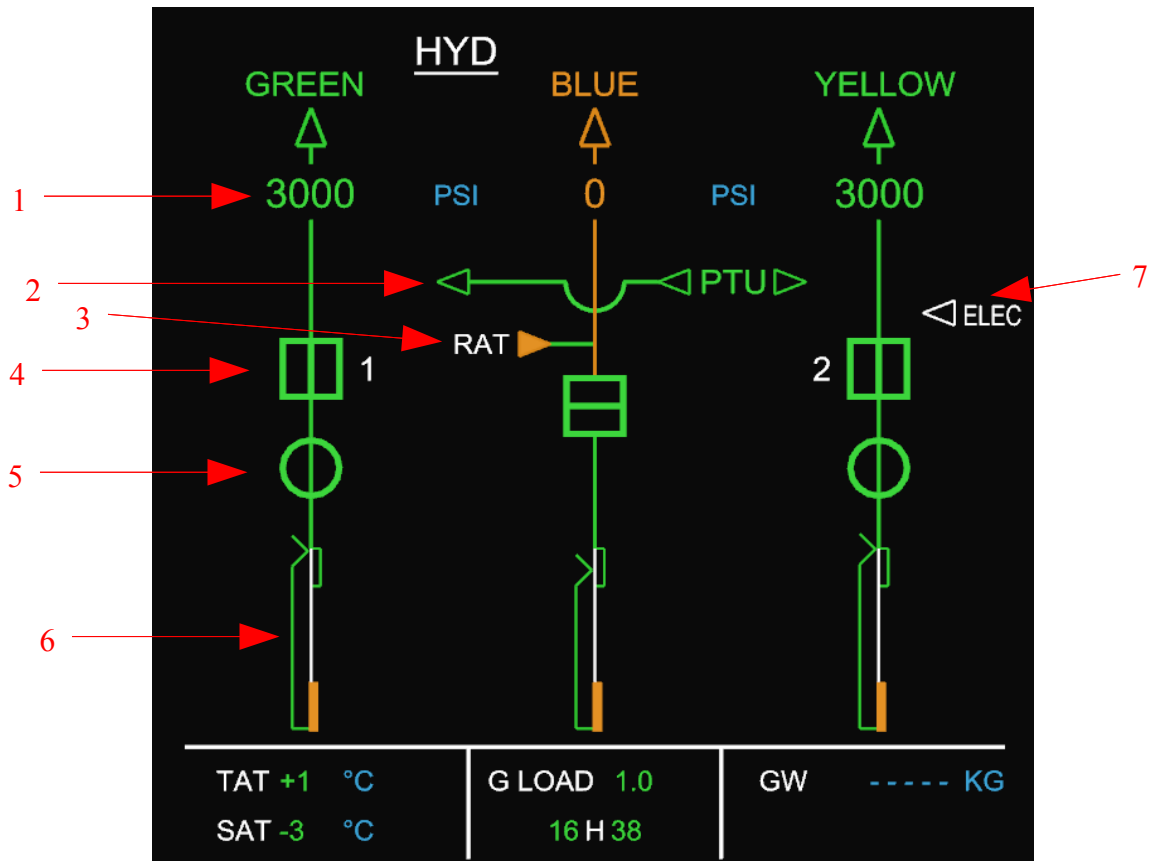 HYD
GREEN BLUE YELLOW
1 3000 PSI 0 PSI 3000
2 PTU 7
3 ELEC
RAT
4 1 2
5
6
TAT +1 °C G LOAD 1.0 GW - - - - - KG
SAT -3 °C 16 H 38